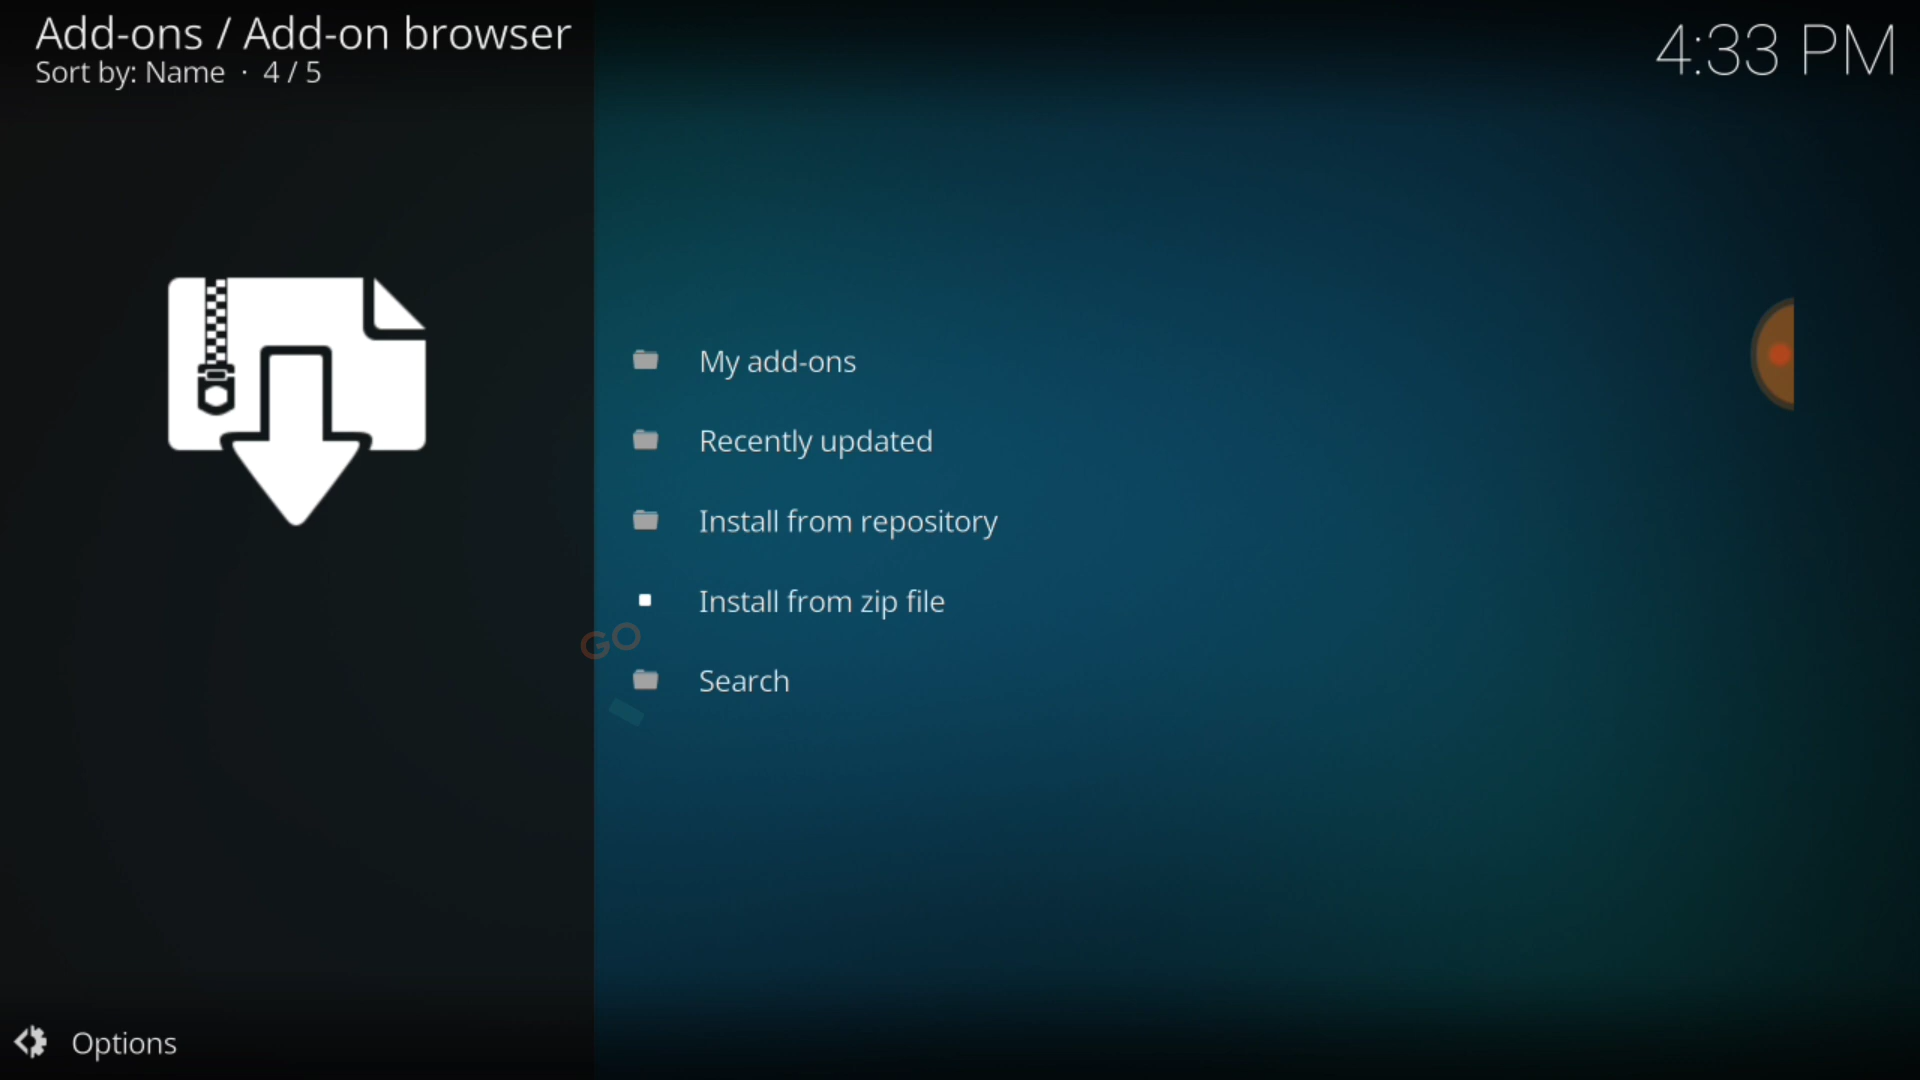 Add-ons / Add-on browser
Sort by: Name · 4 / 5
4:33 PM
My add-ons
Recently updated
Install from repository
Install from zip file
GO
Search
Options